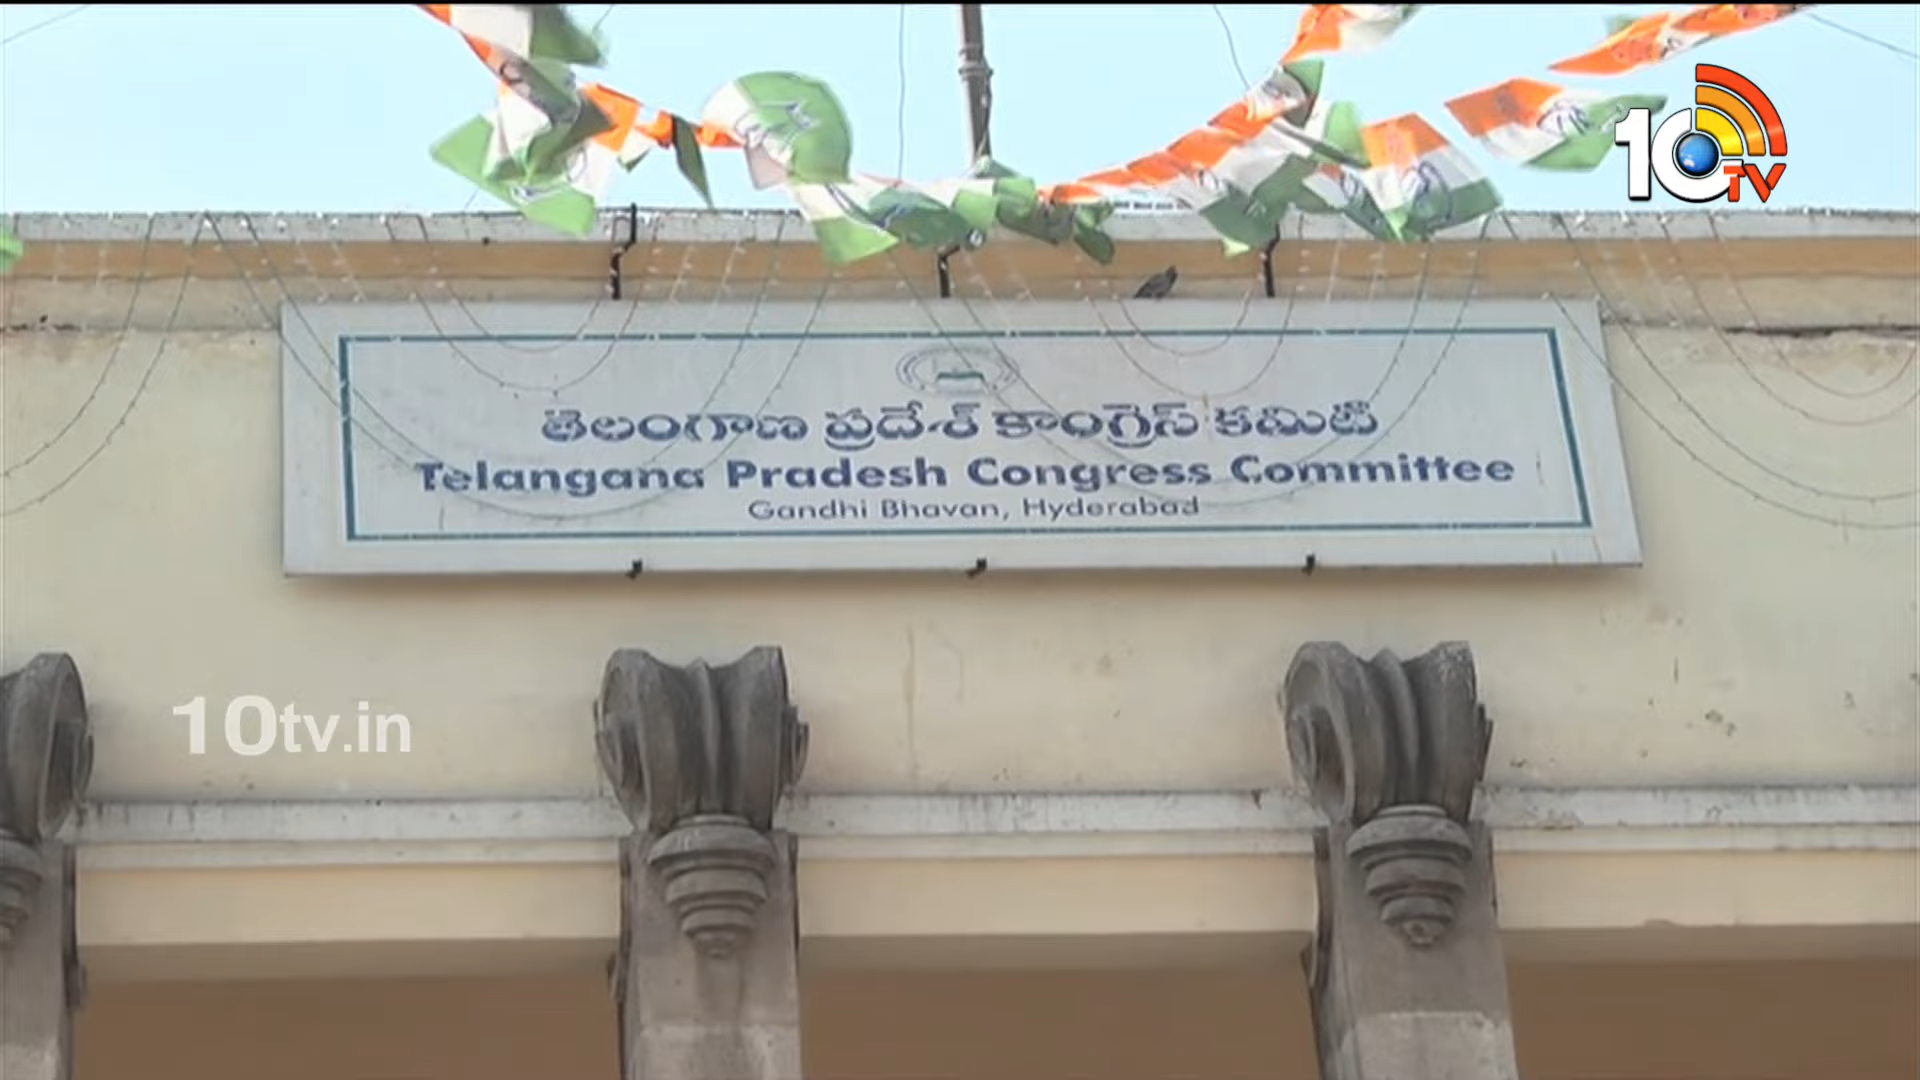 10TV
తెలంగాణ ప్రదేశ్ కాంగ్రెస్ కమిటీ
Telangana Pradesh Congress Committee
Gandhi Bhavan, Hyderabad
10tv.in